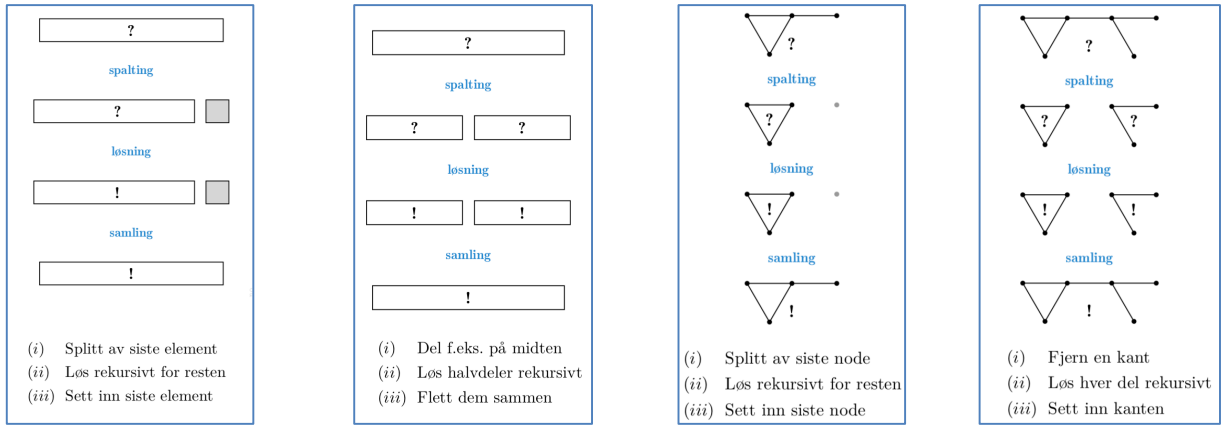 ?
spalting
?
løsning
!
samling
!
(i) Splitt av siste element
(ii) Løs rekursivt for resten
(iii) Sett inn siste element
?
spalting
? ?
løsning
! !
samling
!
(i) Del f.eks. på midten
(ii) Løs halvdeler rekursivt
(iii) Flett dem sammen
?
spalting
?
løsning
!
samling
!
(i) Splitt av siste node
(ii) Løs rekursivt for resten
(iii) Sett inn siste node
?
spalting
? ?
løsning
! !
samling
!
(i) Fjern en kant
(ii) Løs hver del rekursivt
(iii) Sett inn kanten